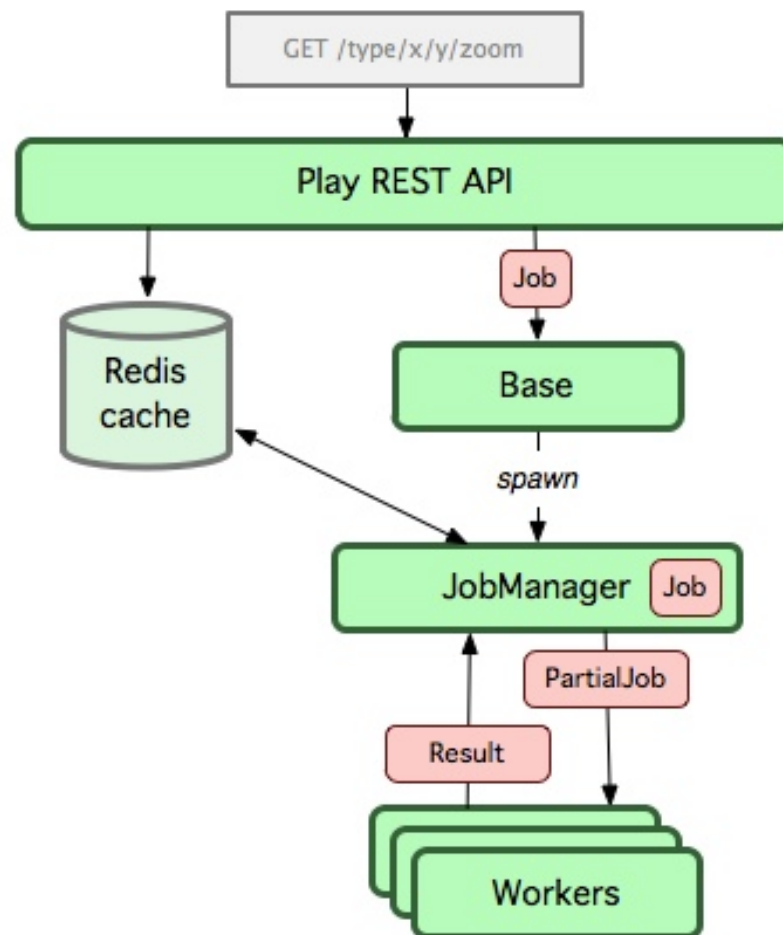 GET /type/x/y/zoom
Play REST API
Job
Redis
cache
Base
spawn
JobManager
Job
PartialJob
Result
Workers